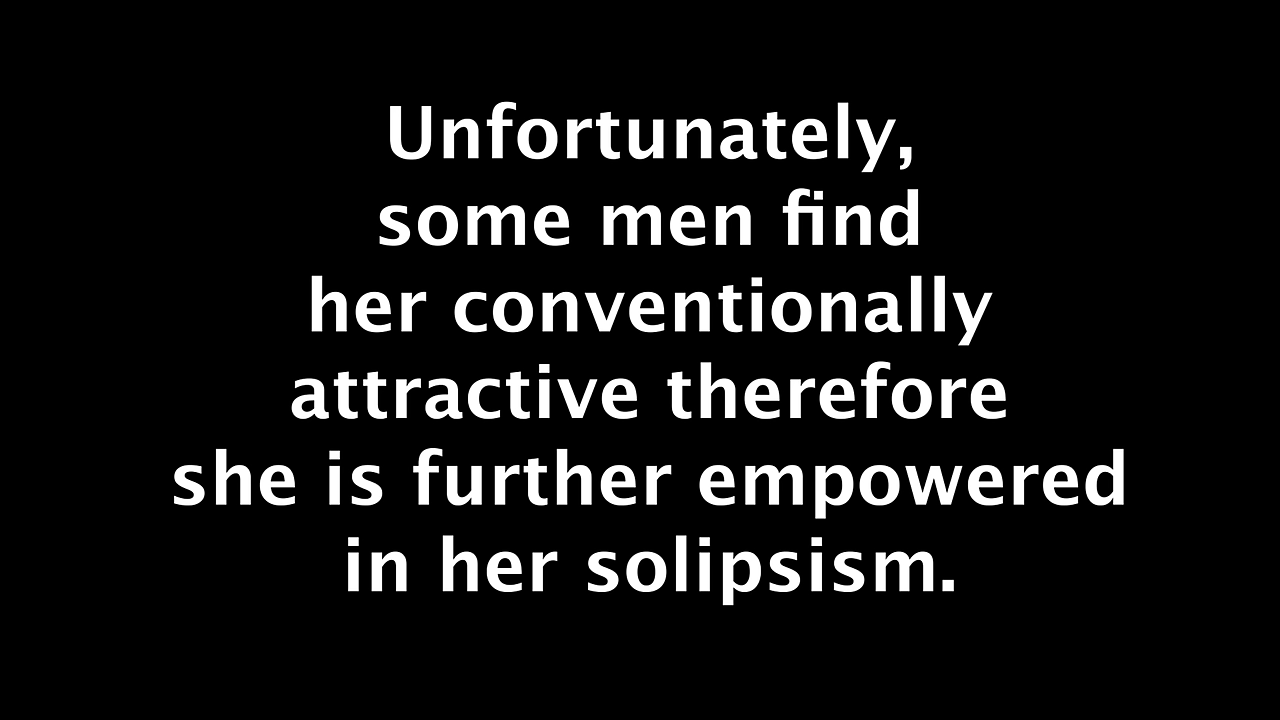 Unfortunately,
some men find
her conventionally
attractive therefore
she is further empowered
in her solipsism.